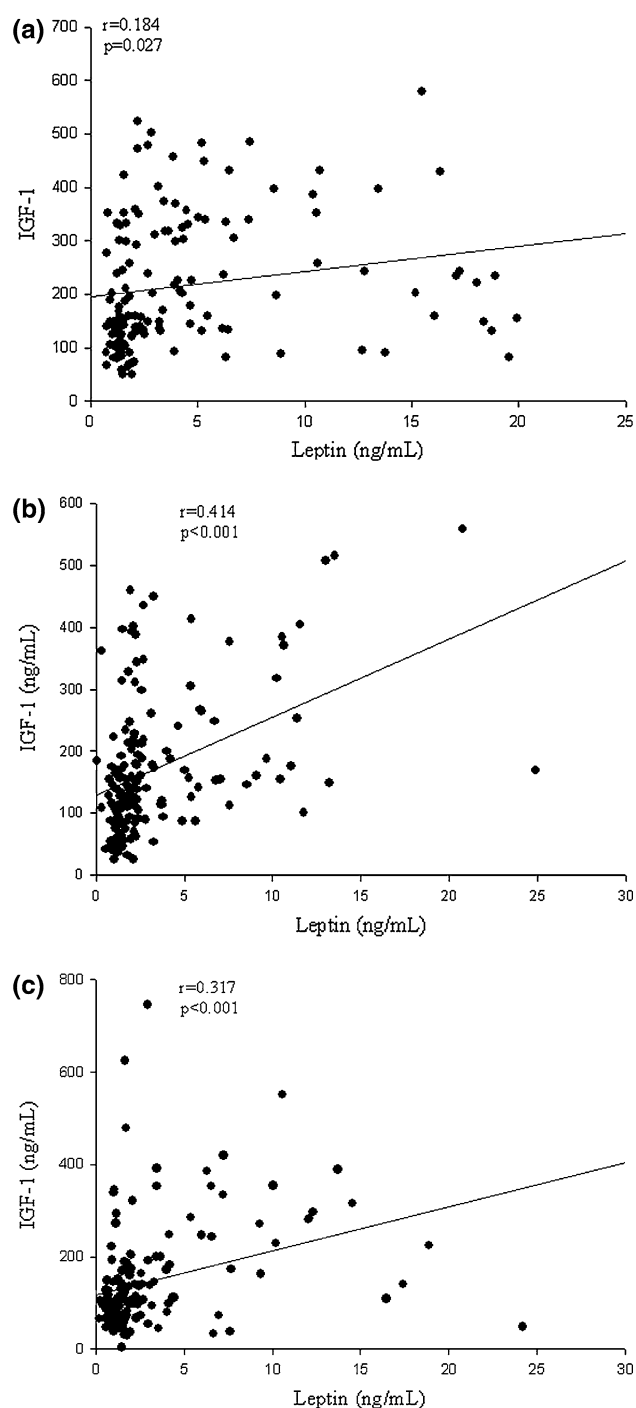 (a)
r=0.184
p=0.027
700
600
500
400
300
200
100
0
IGF-1
0 5 10 15 20 25
Leptin (ng/mL)
(b)
r=0.414
p<0.001
600
500
400
300
200
100
0
IGF-1 (ng/mL)
0 5 10 15 20 25 30
Leptin (ng/mL)
(c)
r=0.317
p<0.001
800
600
400
200
0
IGF-1 (ng/mL)
0 5 10 15 20 25 30
Leptin (ng/mL)